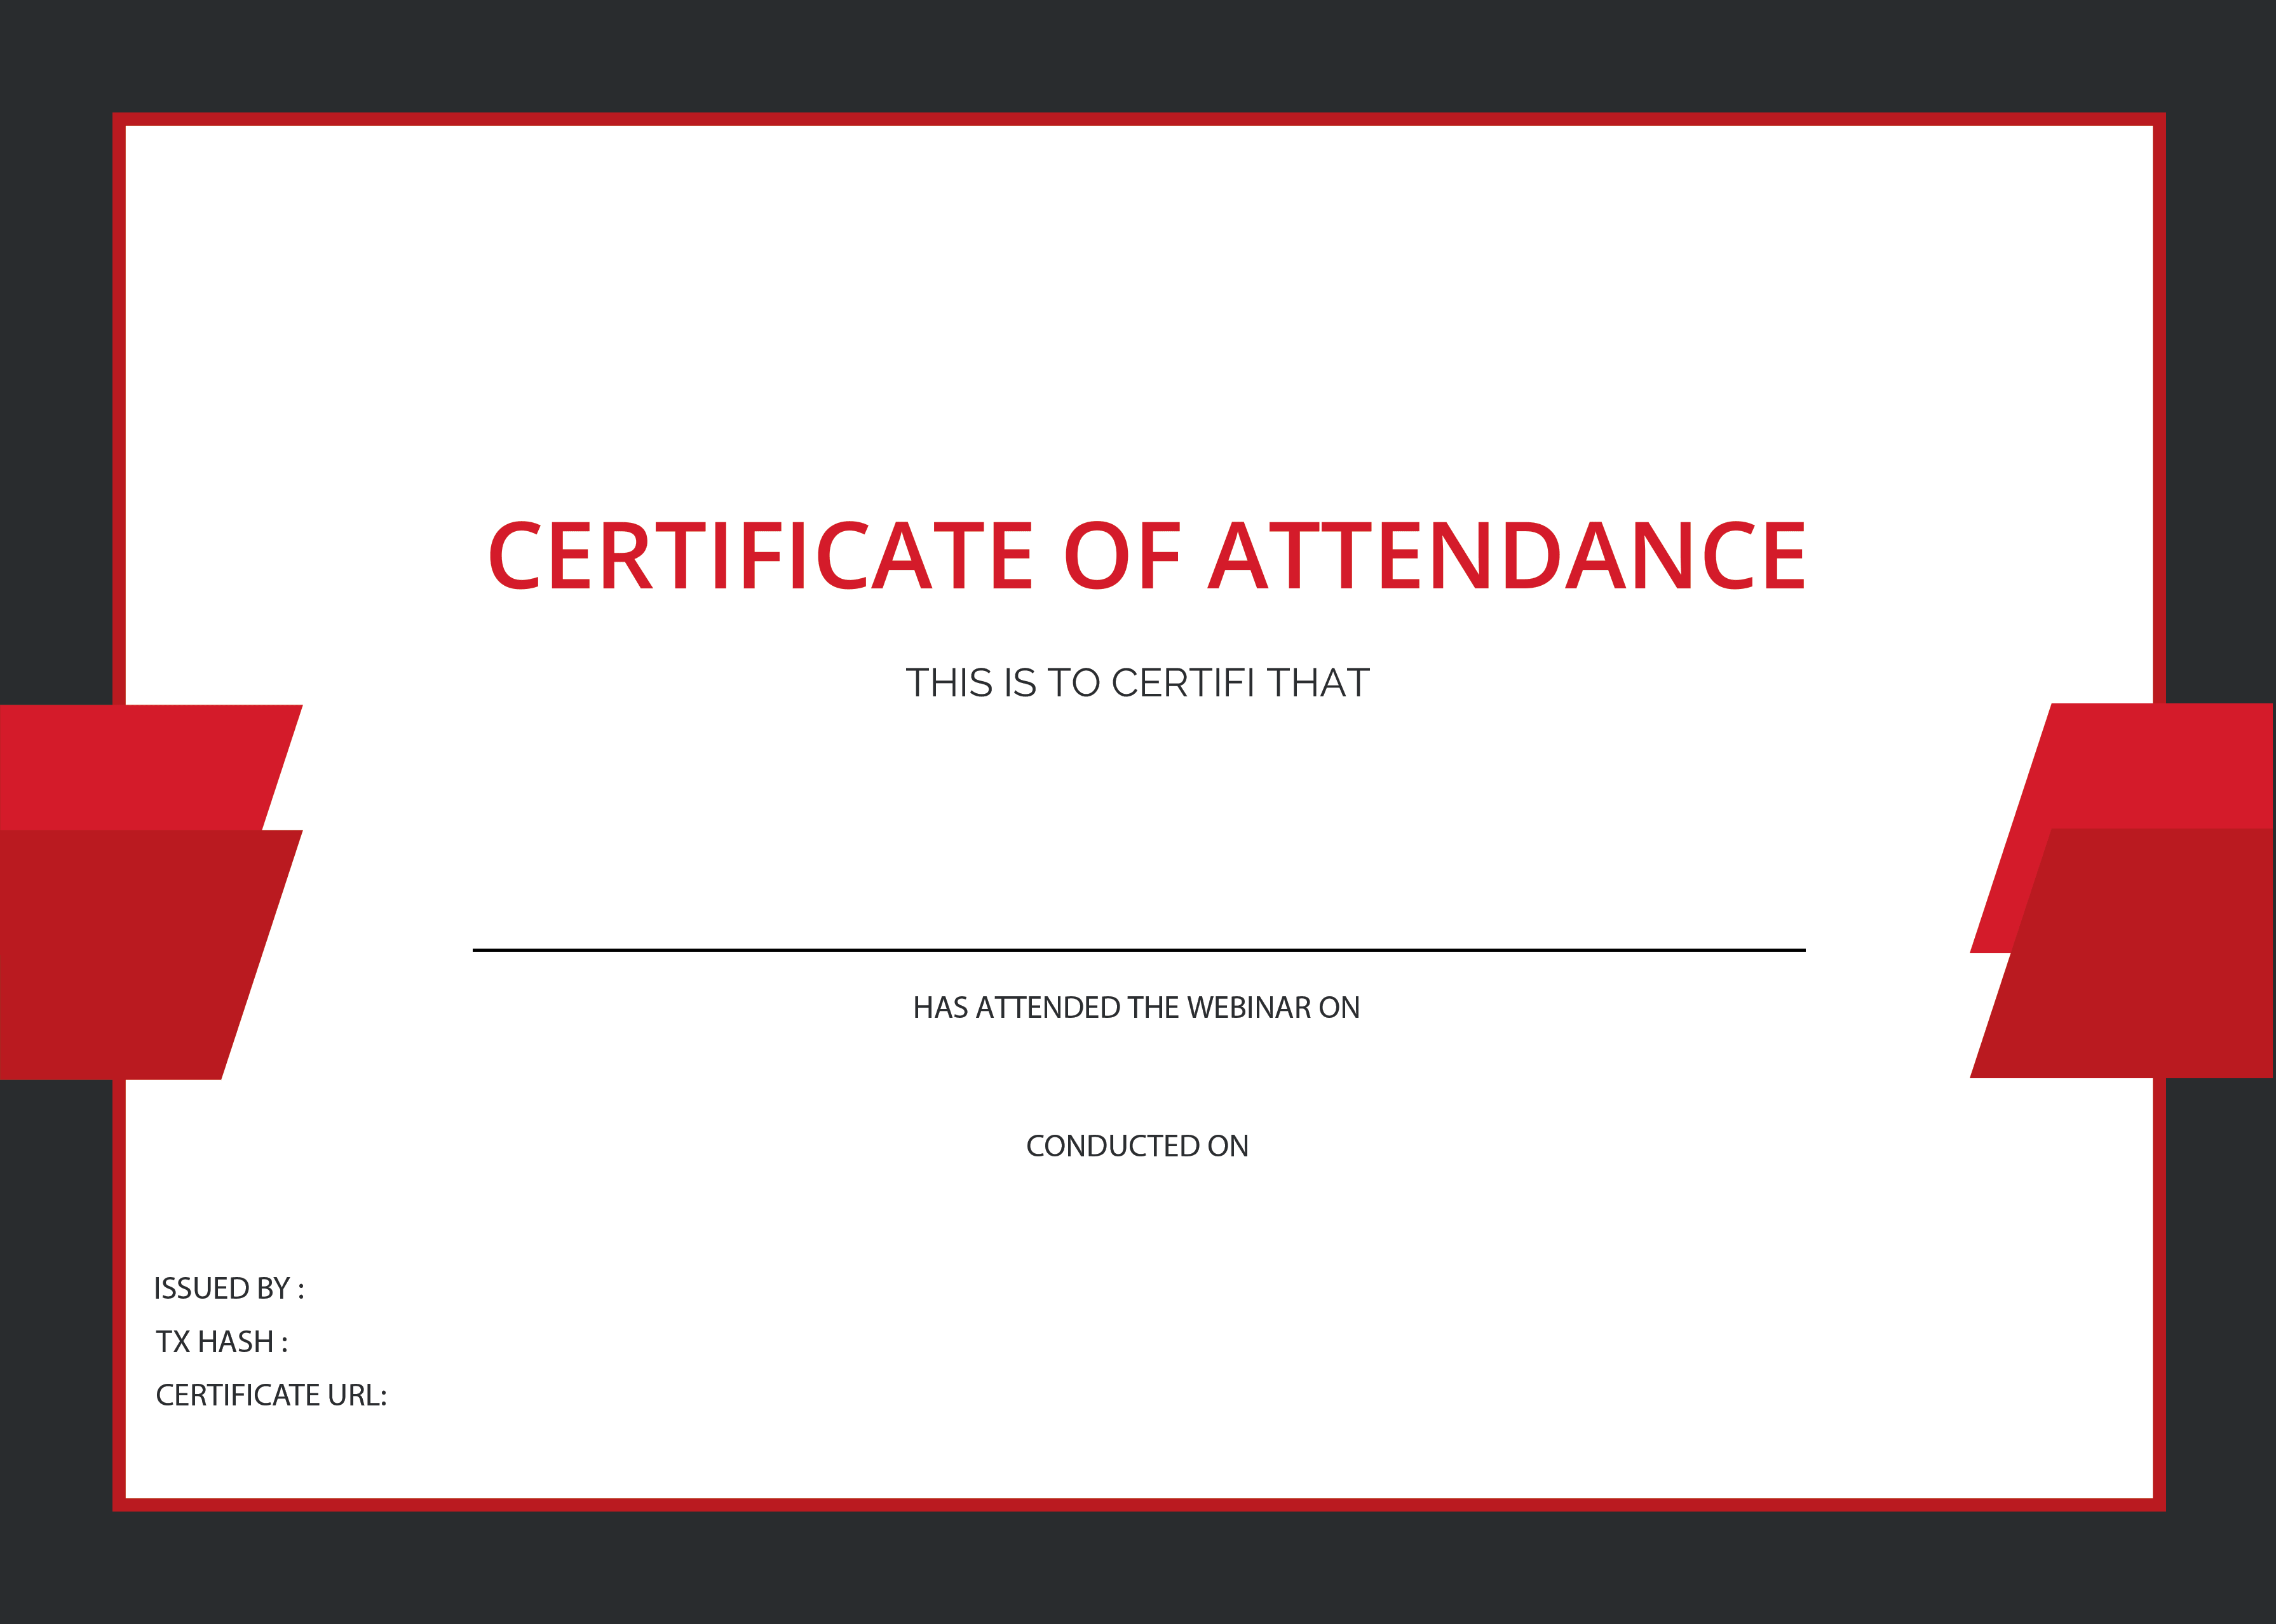 CERTIFICATE OF ATTENDANCE
THIS IS TO CERTIFI THAT
HAS ATTENDED THE WEBINAR ON
CONDUCTED ON
ISSUED BY :
TX HASH :
CERTIFICATE URL: